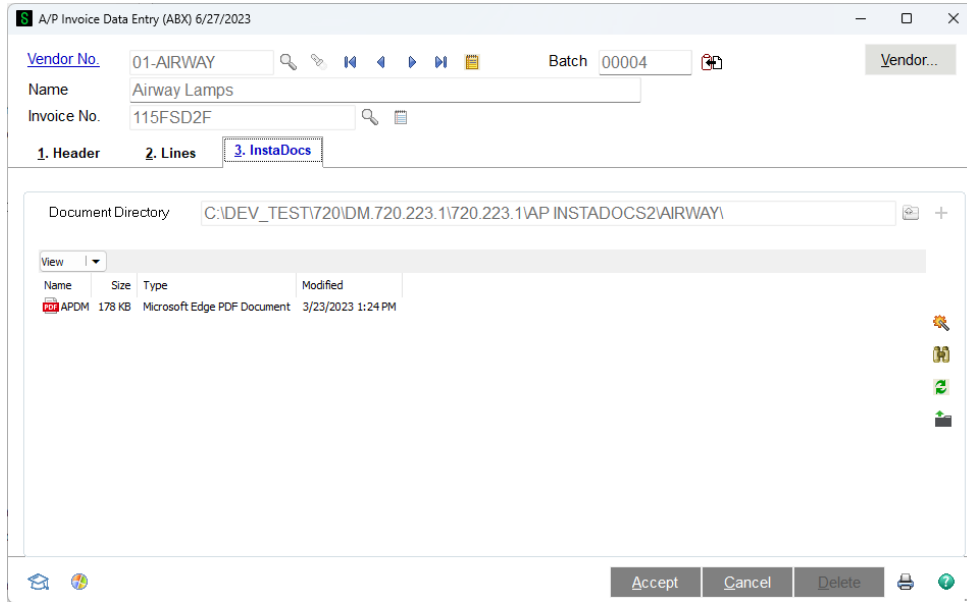 S A/P Invoice Data Entry (ABX) 6/27/2023
Vendor No. 01-AIRWAY Batch 00004 Vendor...
Name Airway Lamps
Invoice No. 115FSD2F
1. Header 2. Lines 3. InstaDocs
Document Directory C:\DEV_TEST\720\DM.720.223.1\720.223.1\AP INSTADOCS2\AIRWAY\
View
Name Size Type Modified
PDF APDM 178 KB Microsoft Edge PDF Document 3/23/2023 1:24 PM
Accept Cancel Delete ?